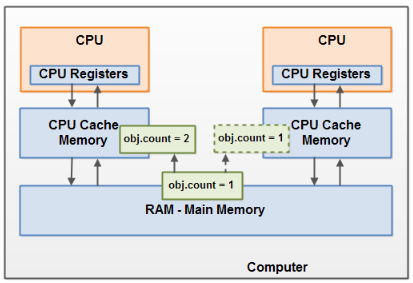 CPU
CPU
CPU Registers
CPU Registers
CPU Cache
Memory
obj.count = 2
obj.count = 1
CPU Cache
Memory
obj.count = 1
RAM - Main Memory
Computer